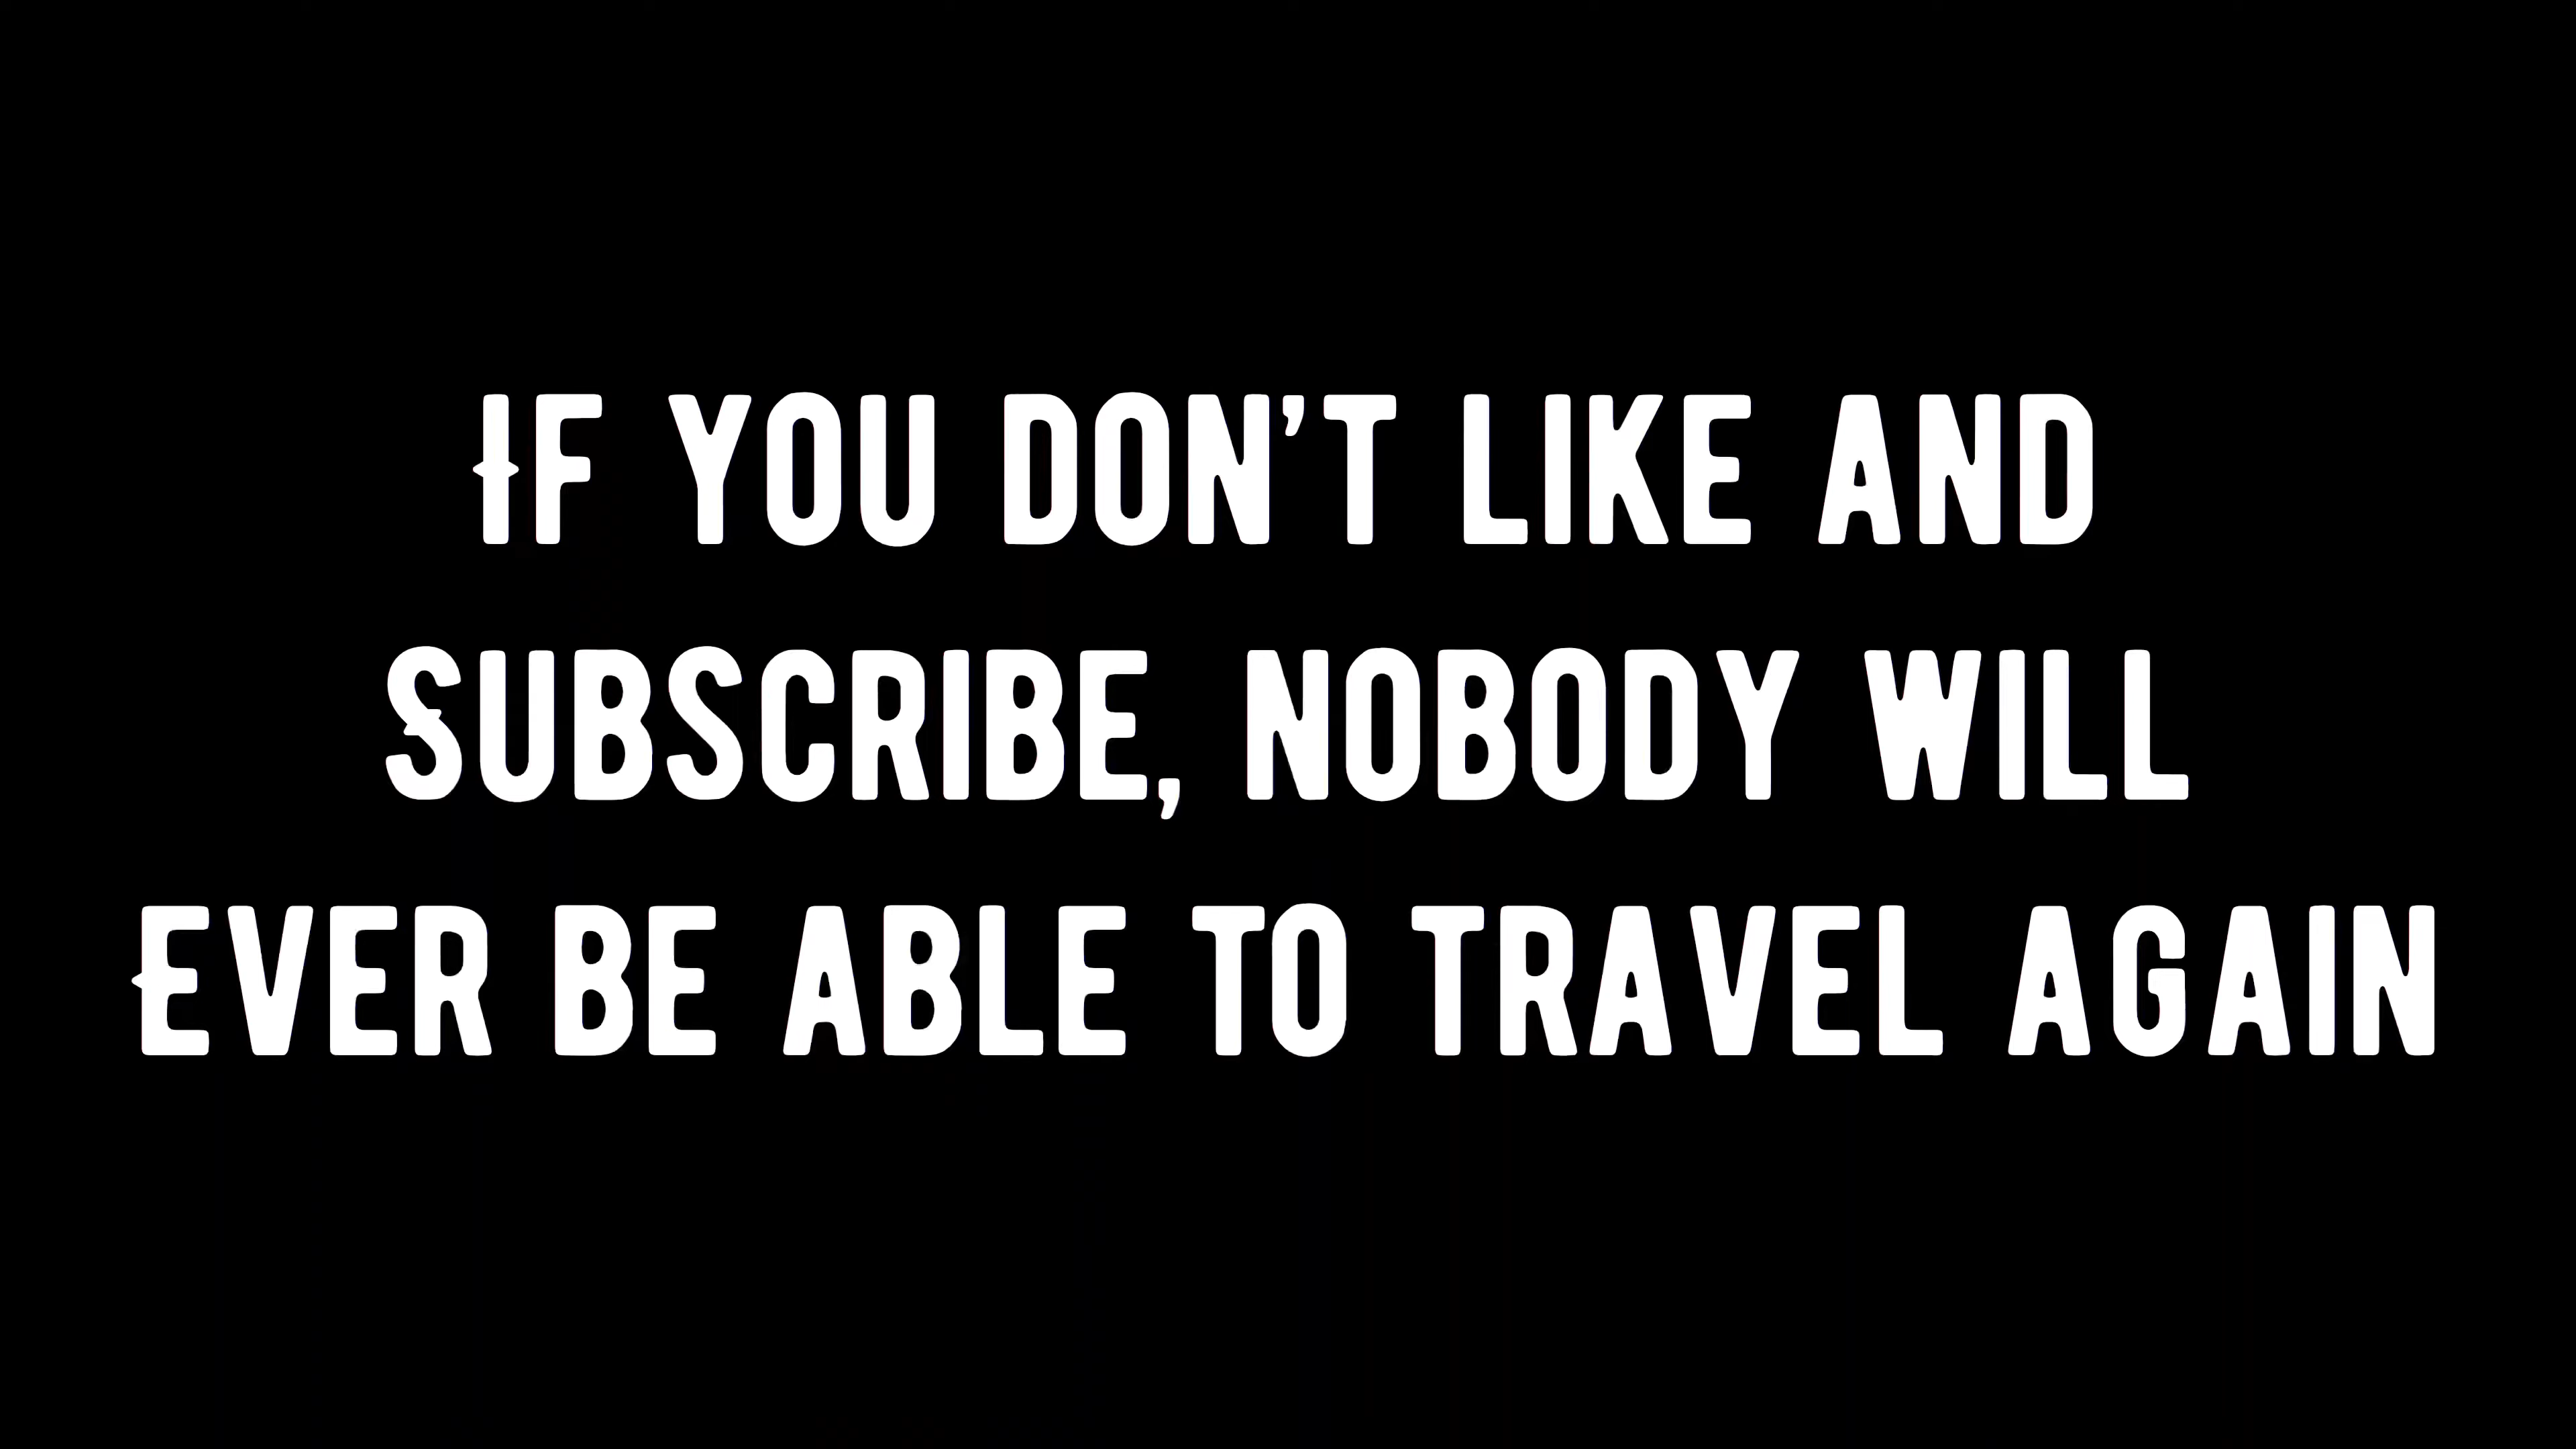 If you don't like and
Subscribe, nobody will
Ever be able to travel again